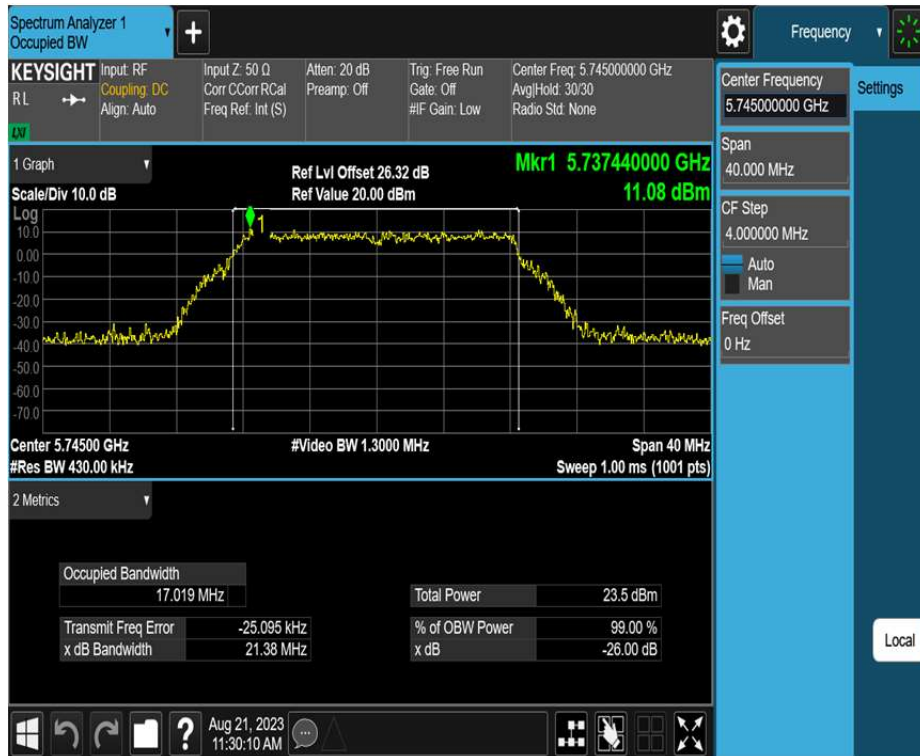 Spectrum Analyzer 1
Occupied BW
+
Frequency
KEYSIGHT
R L
LXI
Input: RF
Coupling: DC
Align: Auto
Input Z: 50 Ω
Corr CCorr RCal
Freq Ref: Int (S)
Atten: 20 dB
Preamp: Off
Trig: Free Run
Gate: Off
#IF Gain: Low
Center Freq: 5.745000000 GHz
Avg|Hold: 30/30
Radio Std: None
Center Frequency
5.745000000 GHz
Settings
Span
40.000 MHz
CF Step
4.000000 MHz
Auto
Man
Freq Offset
0 Hz
Local
1 Graph
Scale/Div 10.0 dB
Ref Lvl Offset 26.32 dB
Ref Value 20.00 dBm
Mkr1 5.737440000 GHz
11.08 dBm
Log
10.0
0.00
-10.0
-20.0
-30.0
-40.0
-50.0
-60.0
-70.0
1
Center 5.74500 GHz
#Video BW 1.3000 MHz
Span 40 MHz
#Res BW 430.00 kHz
Sweep 1.00 ms (1001 pts)
2 Metrics
Occupied Bandwidth
17.019 MHz
Total Power 23.5 dBm
Transmit Freq Error -25.095 kHz
% of OBW Power 99.00 %
x dB Bandwidth 21.38 MHz
x dB -26.00 dB
?
Aug 21, 2023
11:30:10 AM